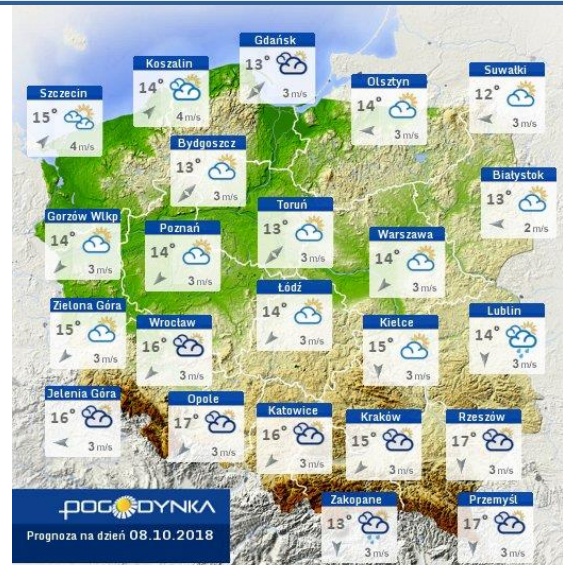 Gdańsk
13°
3 m/s
Koszalin
14°
4 m/s
Suwałki
12°
3 m/s
Olsztyn
14°
3 m/s
Szczecin
15°
4 m/s
Bydgoszcz
13°
3 m/s
Białystok
13°
2 m/s
Toruń
13°
3 m/s
Gorzów Wlkp
14°
3 m/s
Poznań
14°
3 m/s
Warszawa
14°
3 m/s
Łódź
14°
3 m/s
Zielona Góra
15°
3 m/s
Wrocław
16°
3 m/s
Kielce
15°
3 m/s
Lublin
14°
3 m/s
Jelenia Góra
16°
3 m/s
Opole
17°
3 m/s
Katowice
16°
3 m/s
Kraków
15°
3 m/s
Rzeszów
17°
3 m/s
Zakopane
13°
3 m/s
Przemyśl
17°
3 m/s
POGODYNKA
Prognoza na dzień 08.10.2018